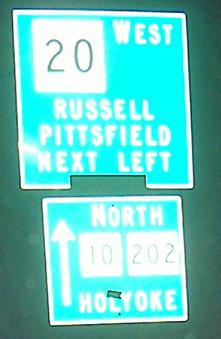 20 WEST
RUSSELL
PITTSFIELD
NEXT LEFT
NORTH
10 202
HOLYOKE